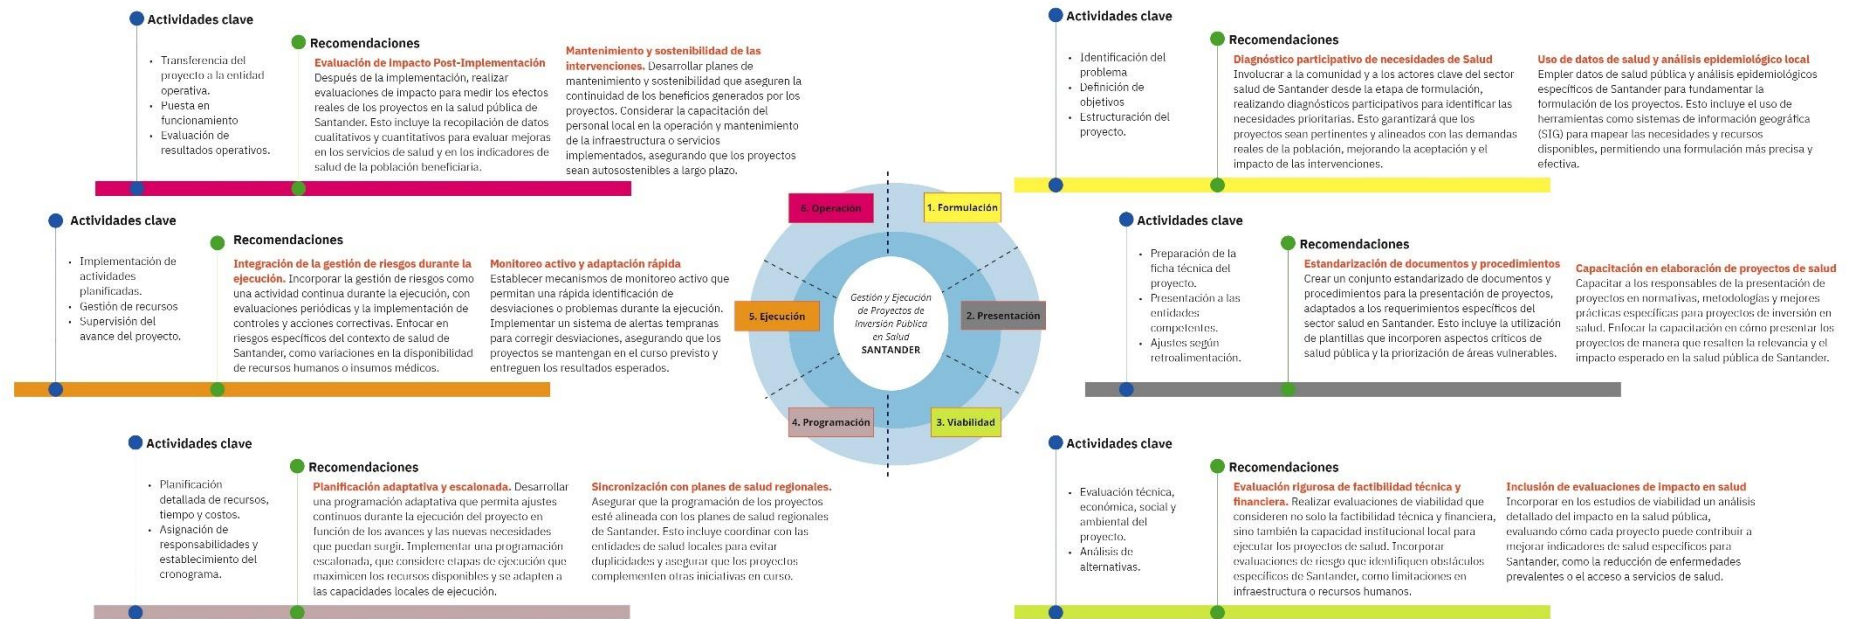 Actividades clave
• Transferencia del
proyecto a la entidad
operativa.
• Puesta en
funcionamiento
• Evaluación de
resultados operativos.
Recomendaciones
Evaluación de impacto Post-Implementación
Después de la implementación, realizar
evaluaciones de impacto para medir los efectos
reales de los proyectos en la salud pública de
Santander. Esto incluye la recopilación de datos
cualitativos y cuantitativos para evaluar mejoras
en los servicios de salud y en los indicadores de
salud de la población beneficiaria.
Mantenimiento y sostenibilidad de las
intervenciones. Desarrollar planes de
mantenimiento y sostenibilidad que aseguren la
continuidad de los beneficios generados por los
proyectos. Considerar la capacitación del
personal local en la operación y mantenimiento
de la infraestructura o servicios
implementados, asegurando que los proyectos
sean autosostenibles a largo plazo.
Actividades clave
• Identificación del
problema
• Definición de
objetivos
• Estructuración del
proyecto.
Recomendaciones
Diagnóstico participativo de necesidades de Salud
Involucrar a la comunidad y a los actores clave del sector
salud de Santander desde la etapa de formulación,
realizando diagnósticos participativos para identificar las
necesidades prioritarias. Esto garantizará que los
proyectos sean pertinentes y alineados con las demandas
reales de la población, mejorando la aceptación y el
impacto de las intervenciones.
Uso de datos de salud y análisis epidemiológico local
Empler datos de salud pública y análisis epidemiológicos
específicos de Santander para fundamentar la
formulación de los proyectos. Esto incluye el uso de
herramientas como sistemas de información geográfica
(SIG) para mapear las necesidades y recursos
disponibles, permitiendo una formulación más precisa y
efectiva.
Actividades clave
• Implementación de
actividades
planificadas.
• Gestión de recursos
• Supervisión del
avance del proyecto.
Recomendaciones
Integración de la gestión de riesgos durante la
ejecución. Incorporar la gestión de riesgos como
una actividad continua durante la ejecución, con
evaluaciones periódicas y la implementación de
controles y acciones correctivas. Enfocar en
riesgos específicos del contexto de salud de
Santander, como variaciones en la disponibilidad
de recursos humanos o insumos médicos.
Monitoreo activo y adaptación rápida
Establecer mecanismos de monitoreo activo que
permitan una rápida identificación de
desviaciones o problemas durante la ejecución.
Implementar un sistema de alertas tempranas
para corregir desviaciones, asegurando que los
proyectos se mantengan en el curso previsto y
entreguen los resultados esperados.
6. Operación
1. Formulación
5. Ejecución
Gestión y Ejecución
de Proyectos de
Inversión Pública
en Salud
SANTANDER
2. Presentación
4. Programación
3. Viabilidad
Actividades clave
• Preparación de la
ficha técnica del
proyecto.
• Presentación a las
entidades
competentes.
• Ajustes según
retroalimentación.
Recomendaciones
Estandarización de documentos y procedimientos
Crear un conjunto estandarizado de documentos y
procedimientos para la presentación de proyectos,
adaptados a los requerimientos específicos del
sector salud en Santander. Esto incluye la utilización
de plantillas que incorporen aspectos críticos de
salud pública y la priorización de áreas vulnerables.
Capacitación en elaboración de proyectos de salud
Capacitar a los responsables de la presentación de
proyectos en normativas, metodologías y mejores
prácticas específicas para proyectos de inversión en
salud. Enfocar la capacitación en cómo presentar los
proyectos de manera que resalten la relevancia y el
impacto esperado en la salud pública de Santander.
Actividades clave
• Planificación
detallada de recursos,
tiempo y costos.
• Asignación de
responsabilidades y
establecimiento del
cronograma.
Recomendaciones
Planificación adaptativa y escalonada. Desarrollar
una programación adaptativa que permita ajustes
continuos durante la ejecución del proyecto en
función de los avances y las nuevas necesidades
que puedan surgir. Implementar una programación
escalonada, que considere etapas de ejecución que
maximicen los recursos disponibles y se adapten a
las capacidades locales de ejecución.
Sincronización con planes de salud regionales.
Asegurar que la programación de los proyectos
esté alineada con los planes de salud regionales
de Santander. Esto incluye coordinar con las
entidades de salud locales para evitar
duplicidades y asegurar que los proyectos
complementen otras iniciativas en curso.
Actividades clave
• Evaluación técnica,
económica, social y
ambiental del
proyecto.
• Análisis de
alternativas.
Recomendaciones
Evaluación rigurosa de factibilidad técnica y
financiera. Realizar evaluaciones de viabilidad que
consideren no solo la factibilidad técnica y financiera,
sino también la capacidad institucional local para
ejecutar los proyectos de salud. Incorporar
evaluaciones de riesgo que identifiquen obstáculos
específicos de Santander, como limitaciones en
infraestructura o recursos humanos.
Inclusión de evaluaciones de impacto en salud
Incorporar en los estudios de viabilidad un análisis
detallado del impacto en la salud pública,
evaluando cómo cada proyecto puede contribuir a
mejorar indicadores de salud específicos para
Santander, como la reducción de enfermedades
prevalentes o el acceso a servicios de salud.